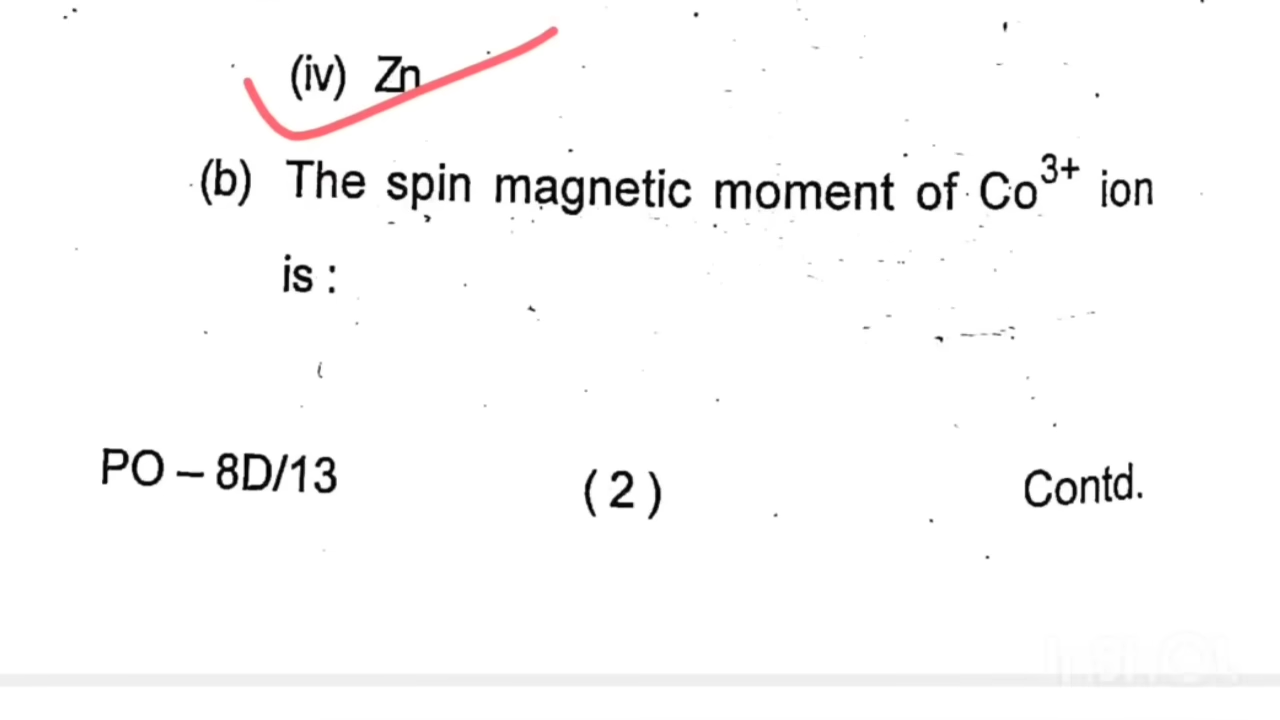 (iv) Zn
(b) The spin magnetic moment of Co³⁺ ion
is :
PO – 8D/13 (2) Contd.